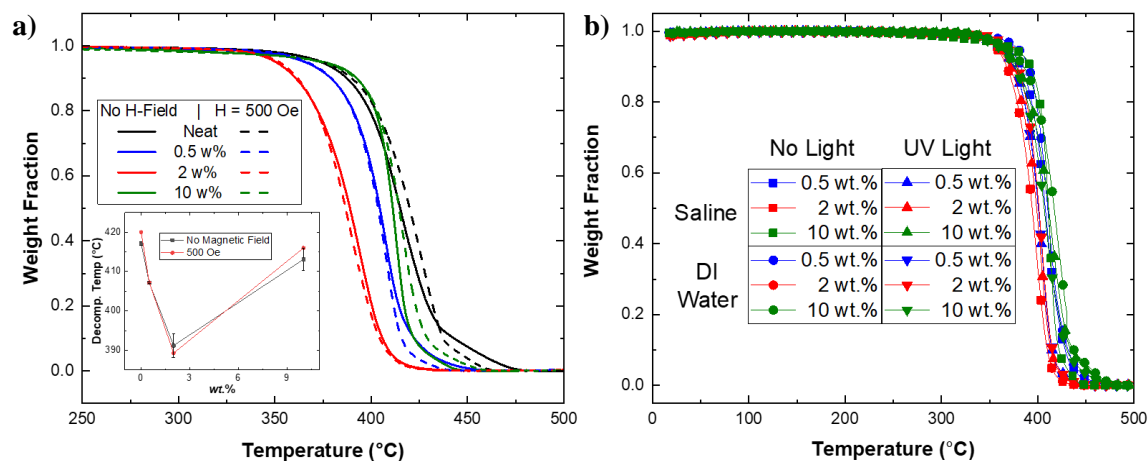 a)
Weight Fraction
1.0
0.8
0.6
0.4
0.2
0.0
No H-Field | H = 500 Oe
Neat
0.5 w%
2 w%
10 w%
Decomp. Temp (°C)
420
410
400
390
No Magnetic Field
500 Oe
0 3 6 9
wt.%
250 300 350 400 450 500
Temperature (°C)
b)
Weight Fraction
1.0
0.8
0.6
0.4
0.2
0.0
No Light UV Light
Saline
0.5 wt.% 0.5 wt.%
2 wt.% 2 wt.%
10 wt.% 10 wt.%
DI
Water
0.5 wt.% 0.5 wt.%
2 wt.% 2 wt.%
10 wt.% 10 wt.%
0 100 200 300 400 500
Temperature (°C)